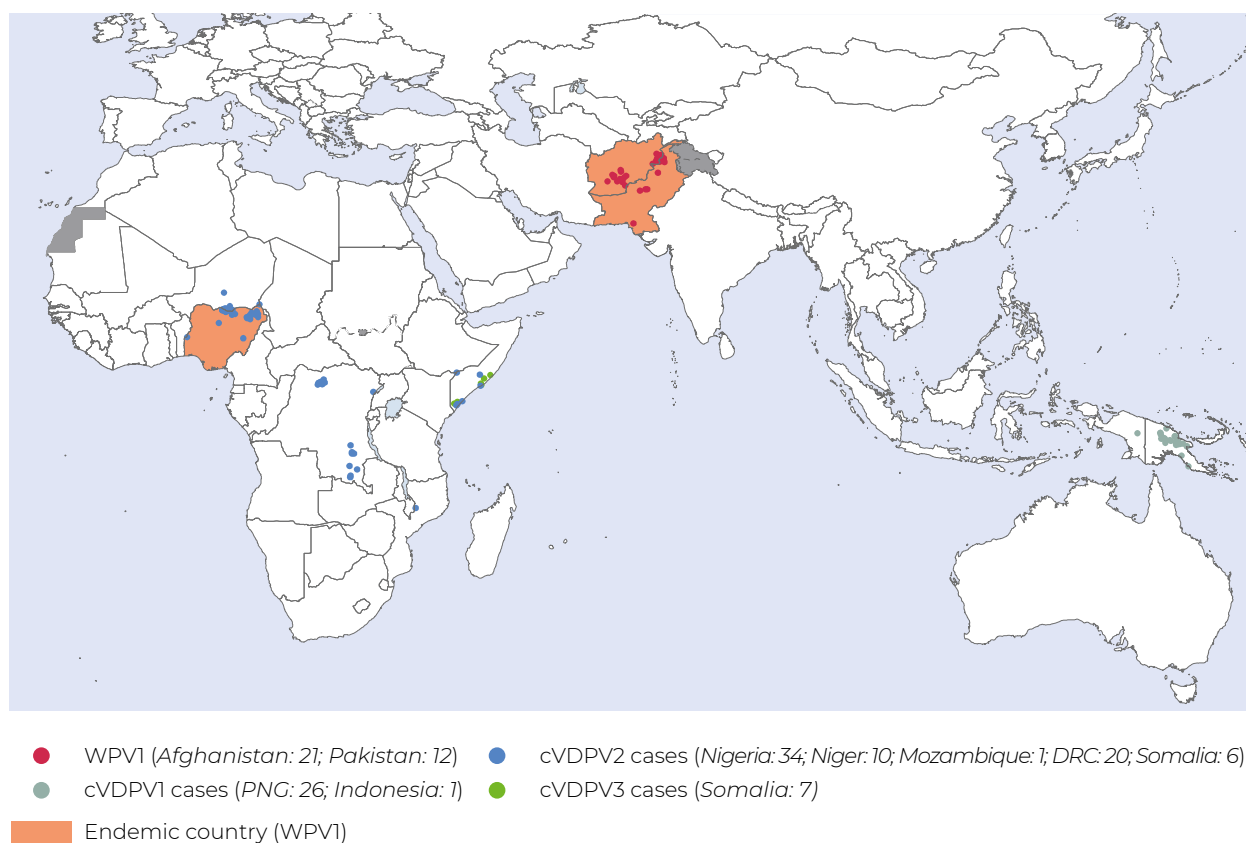 WPV1 (Afghanistan: 21; Pakistan: 12)
cVDPV2 cases (Nigeria: 34; Niger: 10; Mozambique: 1; DRC: 20; Somalia: 6)
cVDPV1 cases (PNG: 26; Indonesia: 1)
cVDPV3 cases (Somalia: 7)
Endemic country (WPV1)